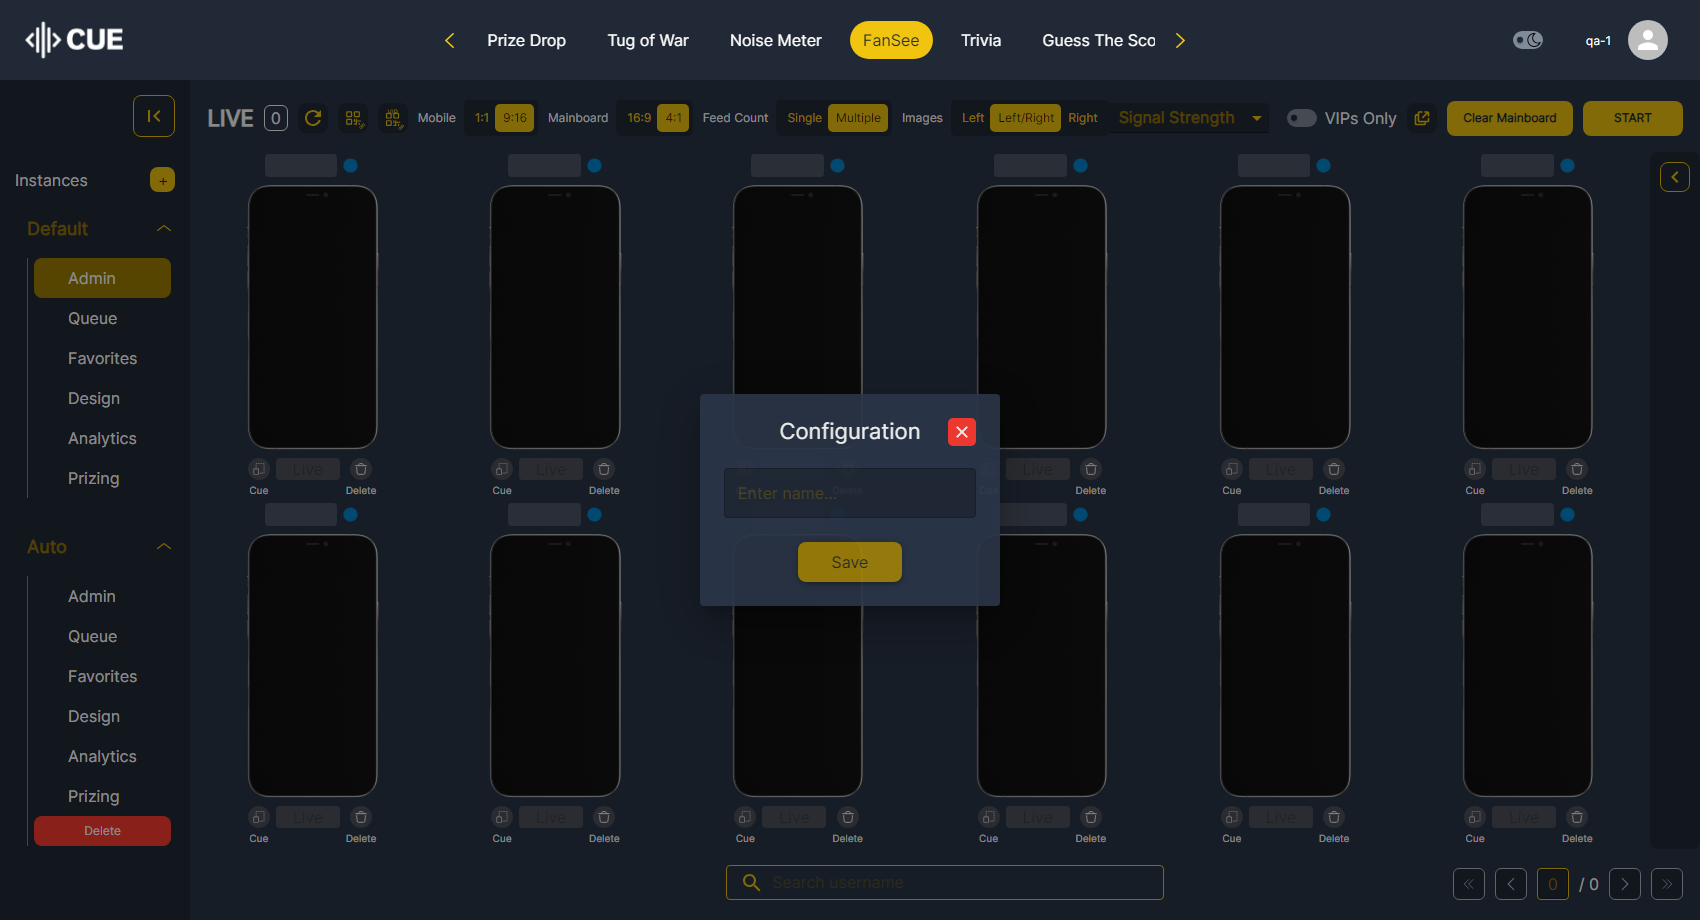 CUE
Prize Drop
Tug of War
Noise Meter
FanSee
Trivia
Guess The Sco
qa-1
LIVE 0
Mobile 1:1 9:16
Mainboard 16:9 4:1
Feed Count Single Multiple
Images Left Left/Right Right
Signal Strength
VIPs Only
Clear Mainboard
START
Instances +
Default
Admin
Queue
Favorites
Design
Analytics
Prizing
Auto
Admin
Queue
Favorites
Design
Analytics
Prizing
Delete
Live Live Live Live Live
Cue Delete Cue Delete Delete Cue Delete Cue Delete
Configuration
Enter name...
Save
Live Live Live Live Live Live
Cue Delete Cue Delete Cue Delete Cue Delete Cue Delete Cue Delete
Search username
0 / 0